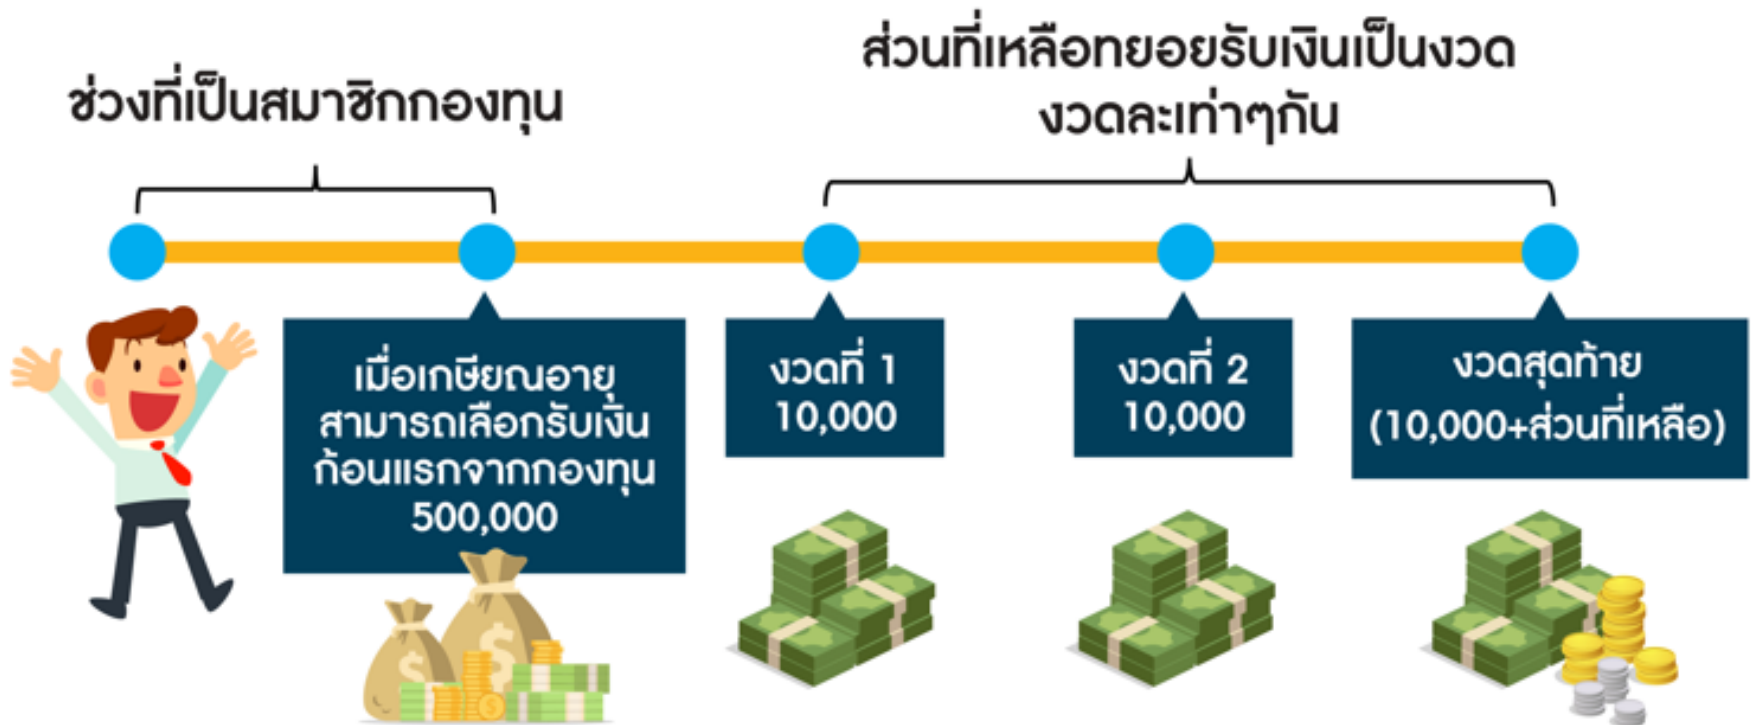 ช่วงที่เป็นสมาชิกกองทุน
ส่วนที่เหลือทยอยรับเงินเป็นงวด
งวดละเท่าๆกัน
เมื่อเกษียณอายุ
สามารถเลือกรับเงิน
ก้อนแรกจากกองทุน
500,000
งวดที่ 1
10,000
งวดที่ 2
10,000
งวดสุดท้าย
(10,000+ส่วนที่เหลือ)